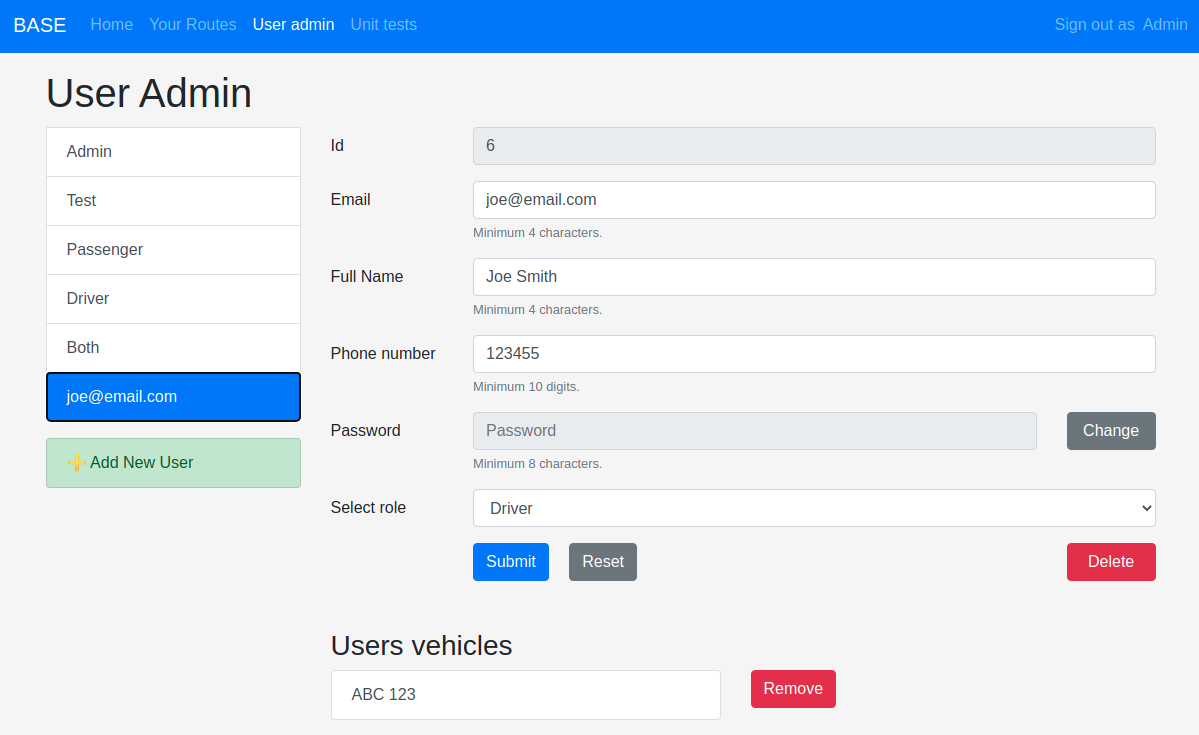 BASE Home Your Routes User admin Unit tests Sign out as Admin
User Admin
Admin
Test
Passenger
Driver
Both
joe@email.com
Add New User
Id 6
Email joe@email.com
Minimum 4 characters.
Full Name Joe Smith
Minimum 4 characters.
Phone number 123455
Minimum 10 digits.
Password Password Change
Minimum 8 characters.
Select role Driver
Submit Reset Delete
Users vehicles
ABC 123 Remove